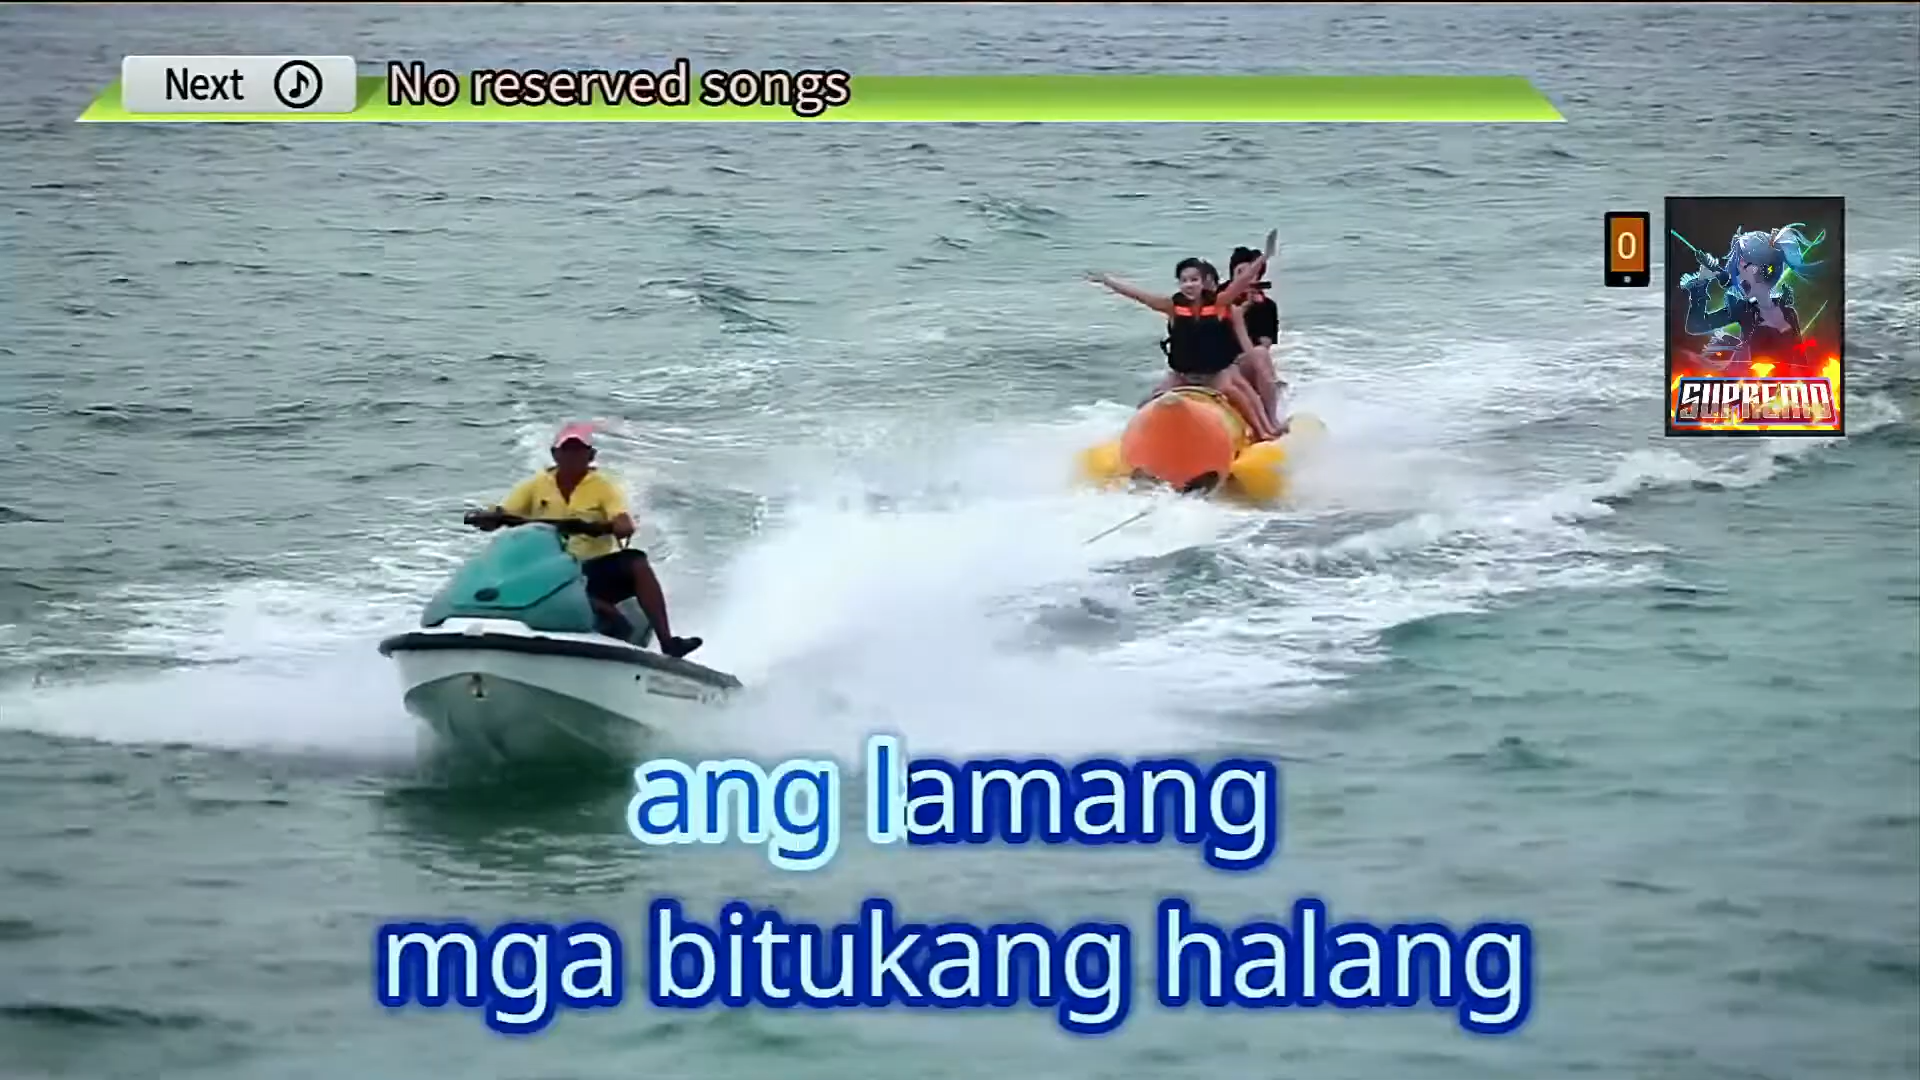 Next
No reserved songs
0
SUPREMO
ang lamang
mga bitukang halang